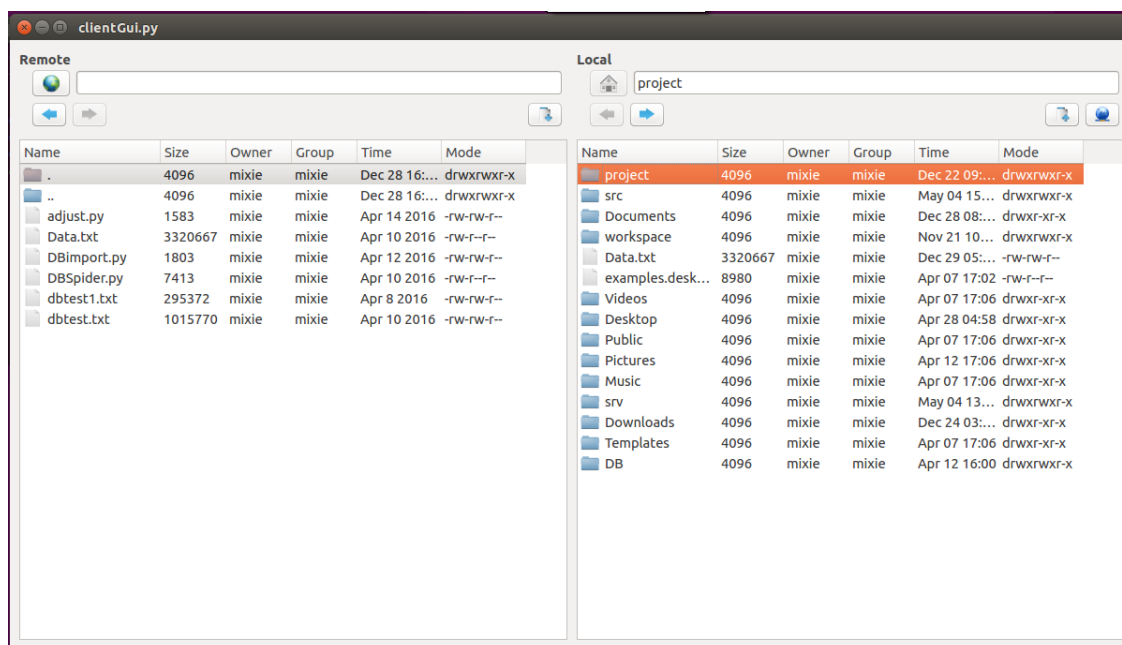 clientGui.py
Remote
Local
project
Name Size Owner Group Time Mode
. 4096 mixie mixie Dec 28 16:... drwxrwxr-x
.. 4096 mixie mixie Dec 28 16:... drwxrwxr-x
adjust.py 1583 mixie mixie Apr 14 2016 -rw-rw-r--
Data.txt 3320667 mixie mixie Apr 10 2016 -rw-r--r--
DBimport.py 1803 mixie mixie Apr 12 2016 -rw-rw-r--
DBSpider.py 7413 mixie mixie Apr 10 2016 -rw-rw-r--
dbtest1.txt 295372 mixie mixie Apr 8 2016 -rw-rw-r--
dbtest.txt 1015770 mixie mixie Apr 10 2016 -rw-rw-r--
Name Size Owner Group Time Mode
project 4096 mixie mixie Dec 22 09:... drwxrwxr-x
src 4096 mixie mixie May 04 15... drwxrwxr-x
Documents 4096 mixie mixie Dec 28 08:... drwxr-xr-x
workspace 4096 mixie mixie Nov 21 10... drwxrwxr-x
Data.txt 3320667 mixie mixie Dec 29 05:... -rw-rw-r--
examples.desk... 8980 mixie mixie Apr 07 17:02 -rw-r--r--
Videos 4096 mixie mixie Apr 07 17:06 drwxr-xr-x
Desktop 4096 mixie mixie Apr 28 04:58 drwxr-xr-x
Public 4096 mixie mixie Apr 07 17:06 drwxr-xr-x
Pictures 4096 mixie mixie Apr 12 17:06 drwxr-xr-x
Music 4096 mixie mixie Apr 07 17:06 drwxr-xr-x
srv 4096 mixie mixie May 04 13... drwxrwxr-x
Downloads 4096 mixie mixie Dec 24 03:... drwxr-xr-x
Templates 4096 mixie mixie Apr 07 17:06 drwxr-xr-x
DB 4096 mixie mixie Apr 12 16:00 drwxrwxr-x